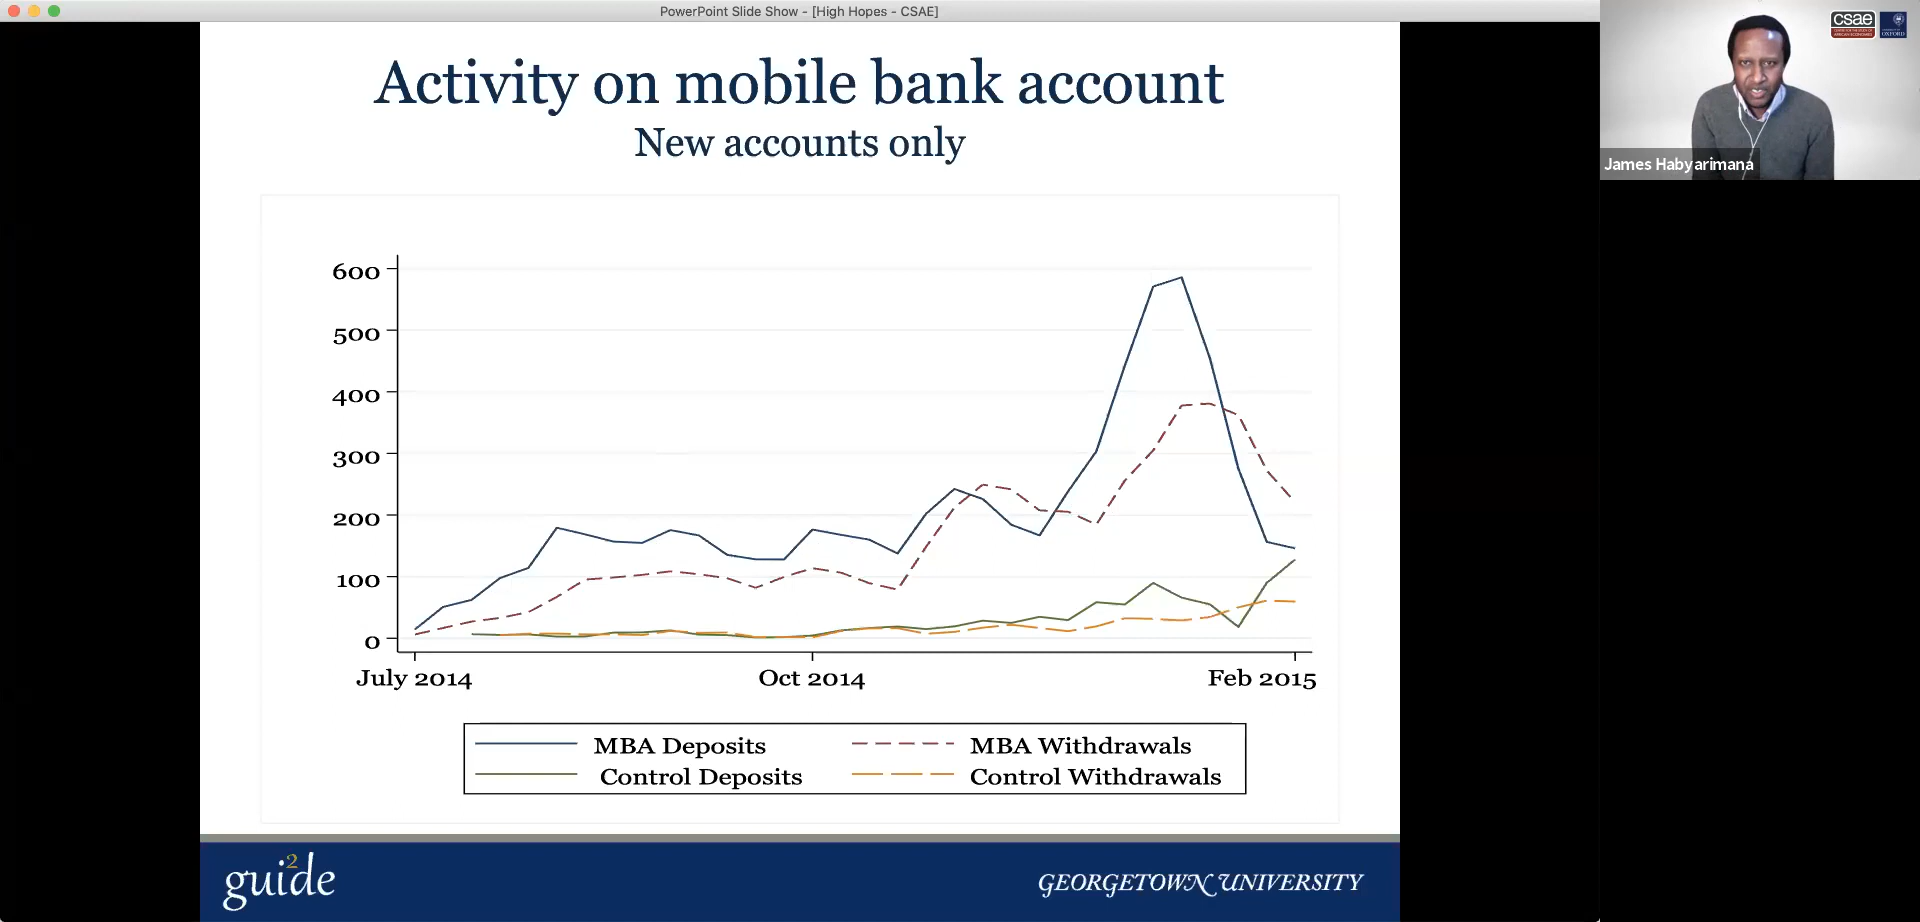 PowerPoint Slide Show - [High Hopes - CSAE]
Activity on mobile bank account
New accounts only
600
500
400
300
200
100
0
July 2014
Oct 2014
Feb 2015
MBA Deposits
MBA Withdrawals
Control Deposits
Control Withdrawals
gui2de
GEORGETOWN UNIVERSITY
csae
OXFORD
James Habyarimana